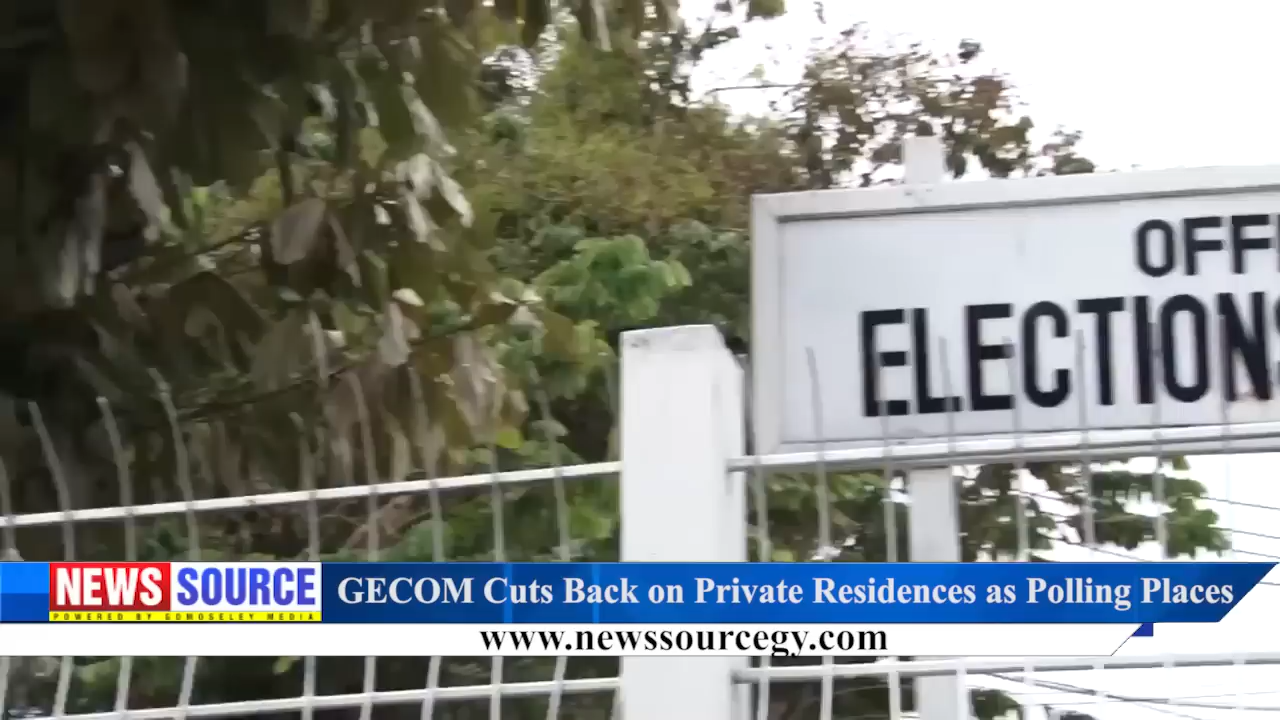 OFFI
ELECTIONS
NEWS SOURCE
POWERED BY GDMOSELEY MEDIA
GECOM Cuts Back on Private Residences as Polling Places
www.newssourcegy.com